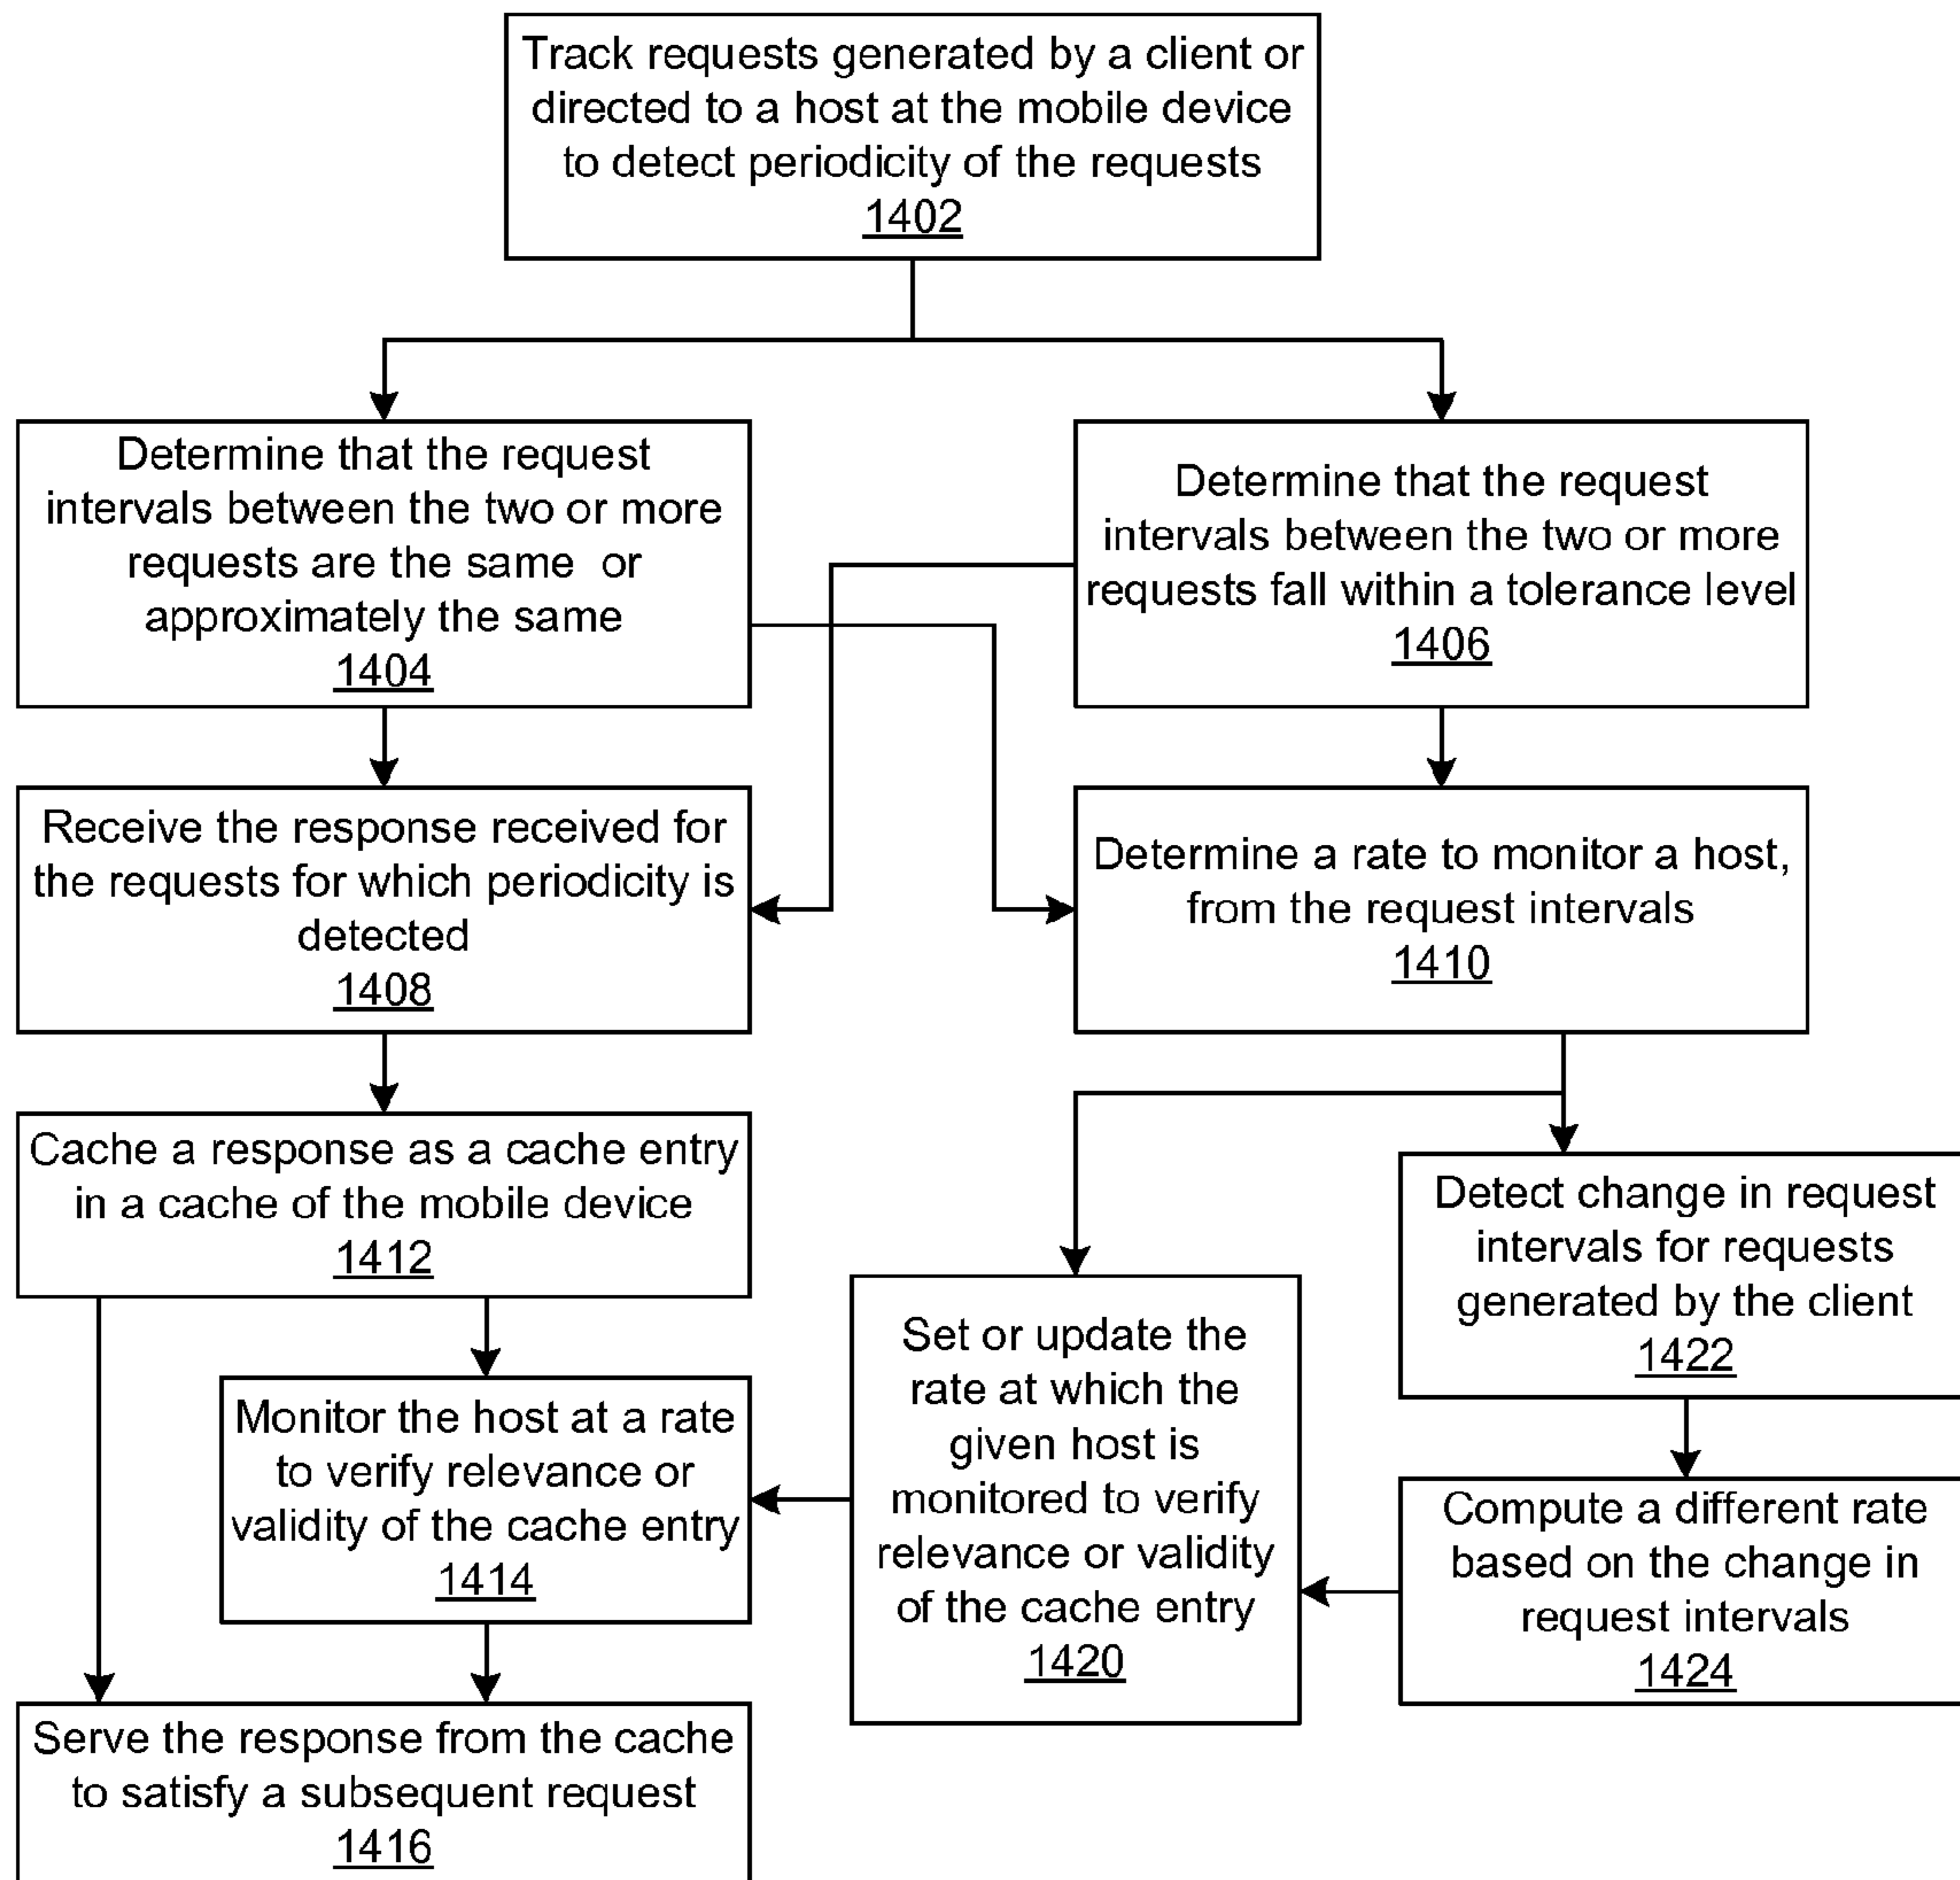 Track requests generated by a client or
directed to a host at the mobile device
to detect periodicity of the requests
1402
Determine that the request
intervals between the two or more
requests are the same or
approximately the same
1404
Determine that the request
intervals between the two or more
requests fall within a tolerance level
1406
Receive the response received for
the requests for which periodicity is
detected
1408
Determine a rate to monitor a host,
from the request intervals
1410
Cache a response as a cache entry
in a cache of the mobile device
1412
Detect change in request
intervals for requests
generated by the client
1422
Set or update the
rate at which the
given host is
monitored to verify
relevance or validity
of the cache entry
1420
Monitor the host at a rate
to verify relevance or
validity of the cache entry
1414
Compute a different rate
based on the change in
request intervals
1424
Serve the response from the cache
to satisfy a subsequent request
1416